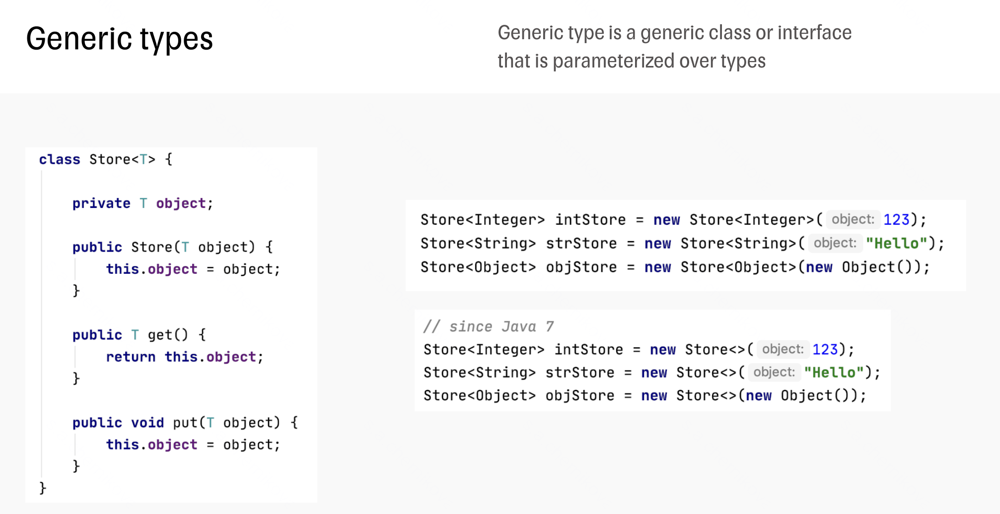 Generic types
Generic type is a generic class or interface
that is parameterized over types
class Store<T> {
private T object;
public Store(T object) {
this.object = object;
}
public T get() {
return this.object;
}
public void put(T object) {
this.object = object;
}
}
Store<Integer> intStore = new Store<Integer>( object: 123);
Store<String> strStore = new Store<String>( object: "Hello");
Store<Object> objStore = new Store<Object>(new Object());
// since Java 7
Store<Integer> intStore = new Store<>( object: 123);
Store<String> strStore = new Store<>( object: "Hello");
Store<Object> objStore = new Store<>(new Object());